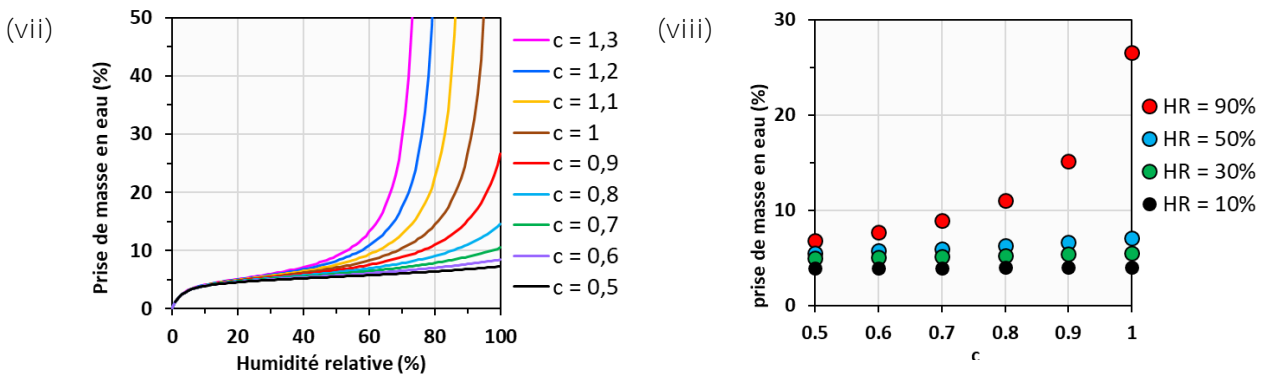 (vii)
Prise de masse en eau (%)
50
40
30
20
10
0
0 20 40 60 80 100
Humidité relative (%)
c = 1,3
c = 1,2
c = 1,1
c = 1
c = 0,9
c = 0,8
c = 0,7
c = 0,6
c = 0,5
(viii)
prise de masse en eau (%)
30
20
10
0
0.5 0.6 0.7 0.8 0.9 1
c
HR = 90%
HR = 50%
HR = 30%
HR = 10%